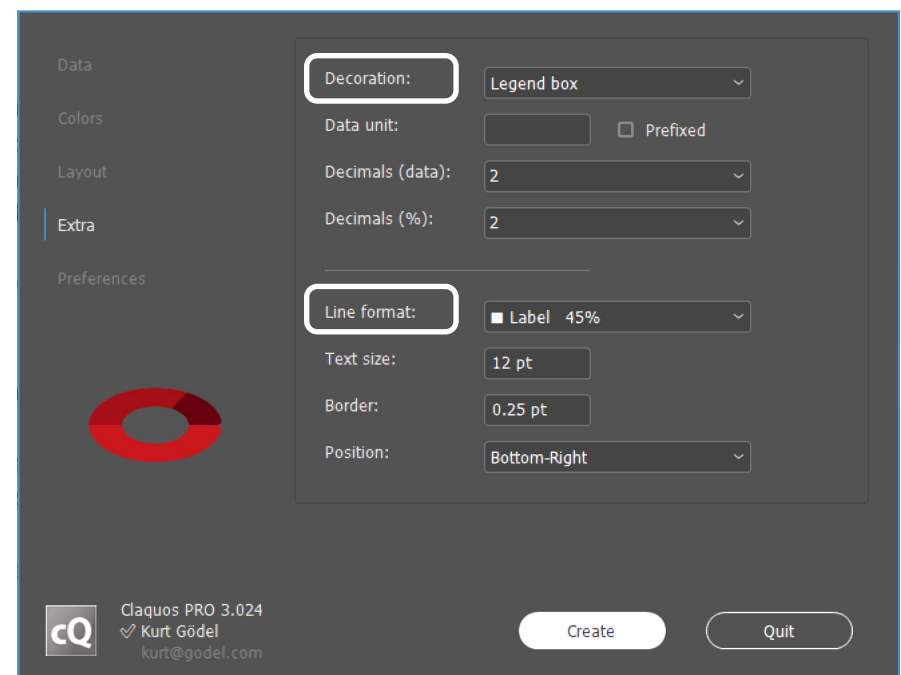 Data
Colors
Layout
Extra
Preferences
Decoration: Legend box
Data unit: Prefixed
Decimals (data): 2
Decimals (%): 2
Line format: Label 45%
Text size: 12 pt
Border: 0.25 pt
Position: Bottom-Right
cQ
Claquos PRO 3.024
Kurt Gödel
kurt@godel.com
Create
Quit